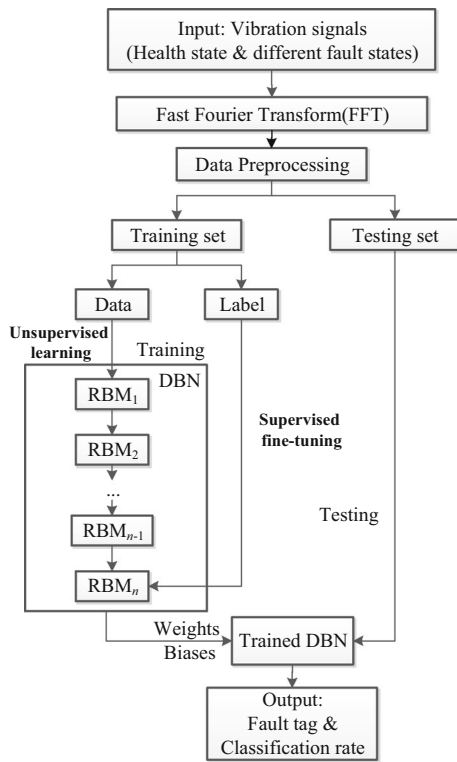 Input: Vibration signals
(Health state & different fault states)
Fast Fourier Transform(FFT)
Data Preprocessing
Training set
Testing set
Data
Label
Unsupervised
learning
Training
DBN
RBM1
RBM2
...
RBMn-1
RBMn
Supervised
fine-tuning
Testing
Weights
Biases
Trained DBN
Output:
Fault tag &
Classification rate